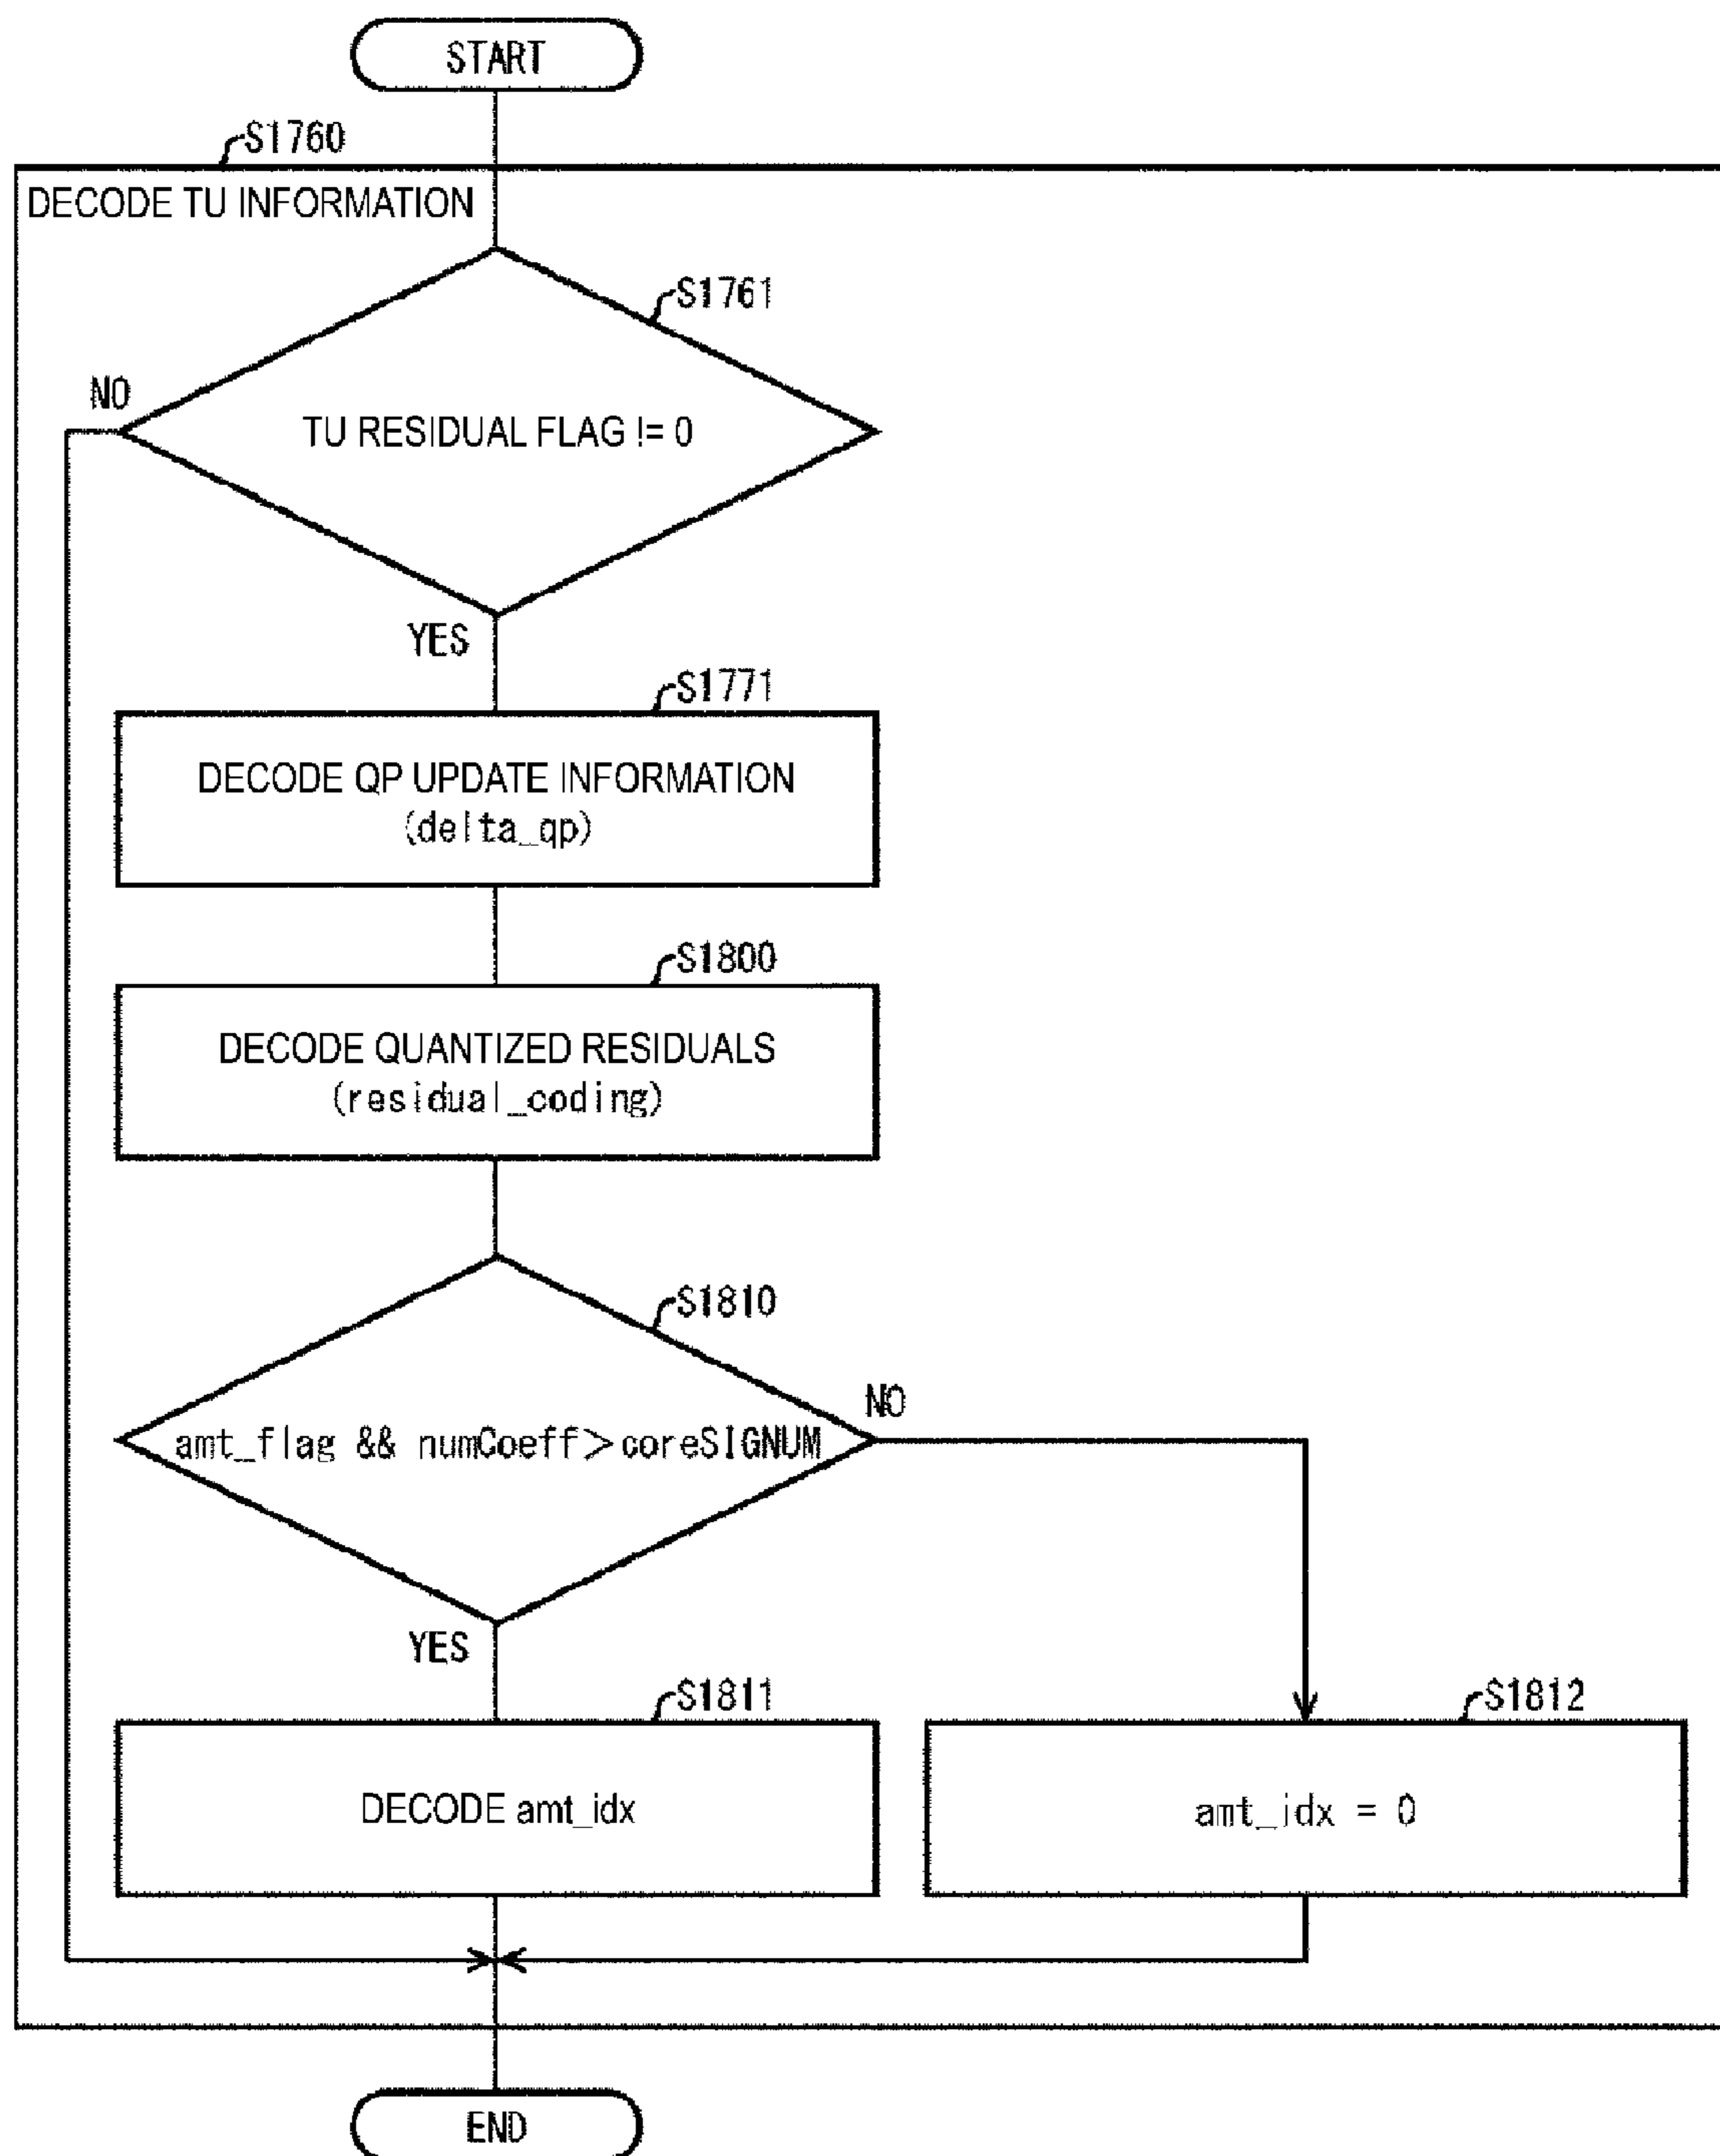 START
S1760
DECODE TU INFORMATION
S1761
NO
TU RESIDUAL FLAG != 0
YES
S1771
DECODE QP UPDATE INFORMATION
(delta_qp)
S1800
DECODE QUANTIZED RESIDUALS
(residual_coding)
S1810
NO
amt_flag && numCoeff>coreSIGNUM
YES
S1811
S1812
DECODE amt_idx
amt_idx = 0
END